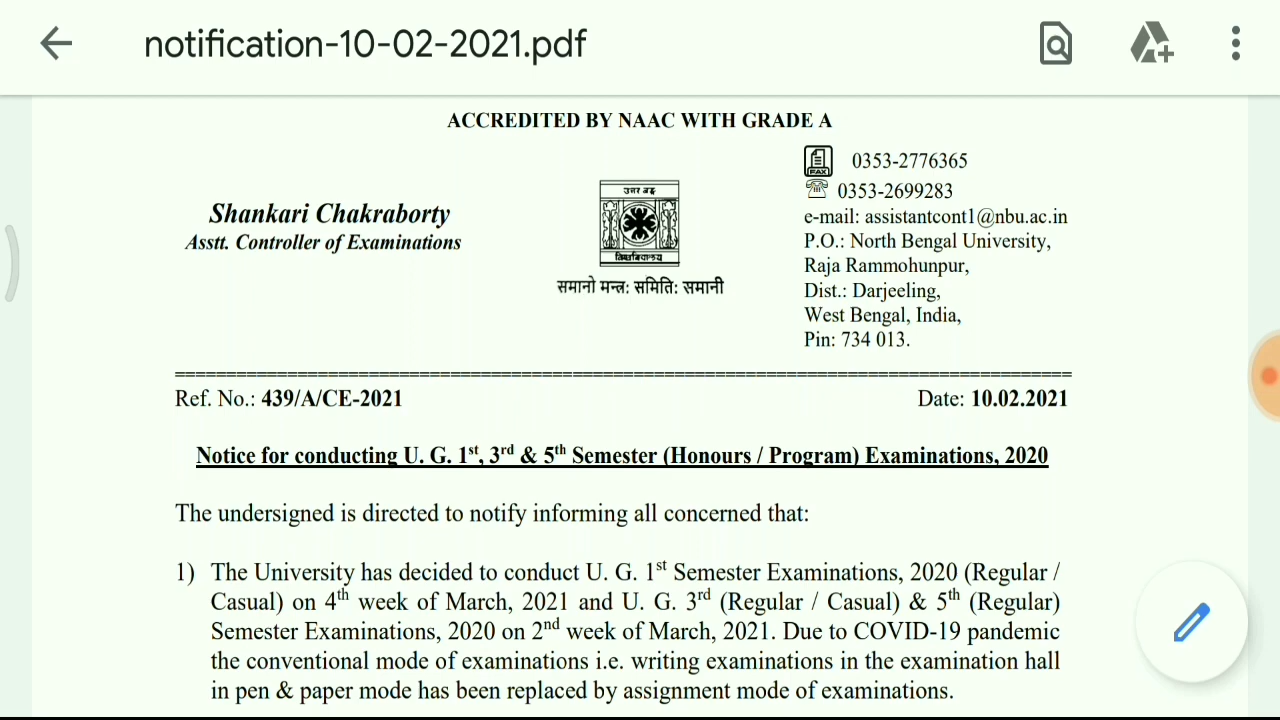 notification-10-02-2021.pdf
ACCREDITED BY NAAC WITH GRADE A
FAX 0353-2776365
0353-2699283
Shankari Chakraborty
Asstt. Controller of Examinations
e-mail: assistantcont1@nbu.ac.in
P.O.: North Bengal University,
Raja Rammohunpur,
Dist.: Darjeeling,
West Bengal, India,
Pin: 734 013.
समानो मन्त्र: समिति: समानी
Ref. No.: 439/A/CE-2021 Date: 10.02.2021
Notice for conducting U. G. 1st, 3rd & 5th Semester (Honours / Program) Examinations, 2020
The undersigned is directed to notify informing all concerned that:
1) The University has decided to conduct U. G. 1st Semester Examinations, 2020 (Regular /
Casual) on 4th week of March, 2021 and U. G. 3rd (Regular / Casual) & 5th (Regular)
Semester Examinations, 2020 on 2nd week of March, 2021. Due to COVID-19 pandemic
the conventional mode of examinations i.e. writing examinations in the examination hall
in pen & paper mode has been replaced by assignment mode of examinations.